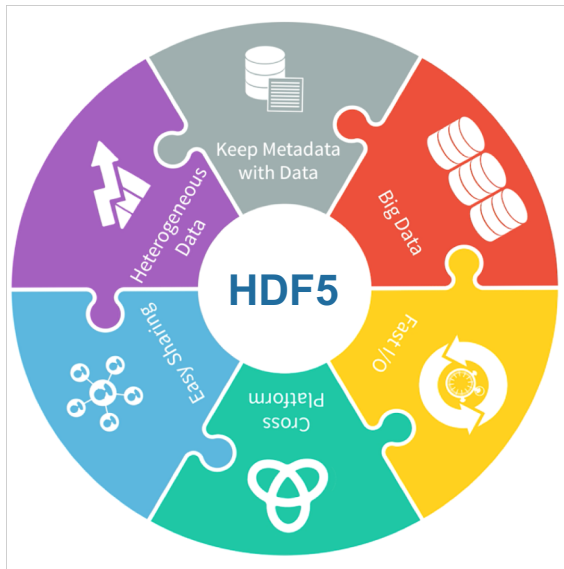 Keep Metadata
with Data
Big Data
Fast I/O
Cross
Platform
Easy Sharing
Heterogeneous
Data
HDF5